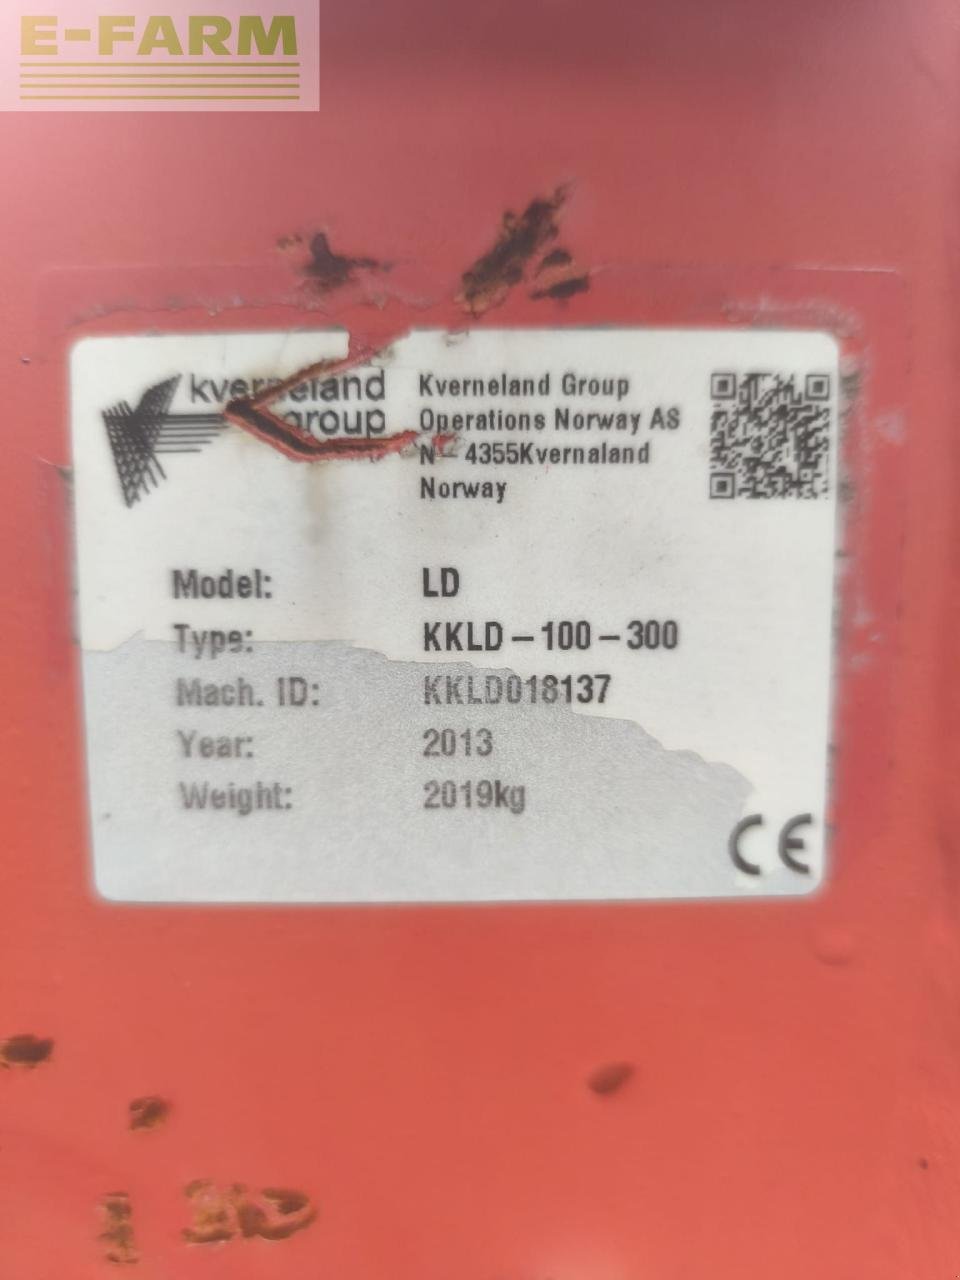 E-FARM
kverneland
group
Kverneland Group
Operations Norway AS
N - 4355Kvernaland
Norway
Model: LD
Type: KKLD-100-300
Mach. ID: KKLD018137
Year: 2013
Weight: 2019kg
CE